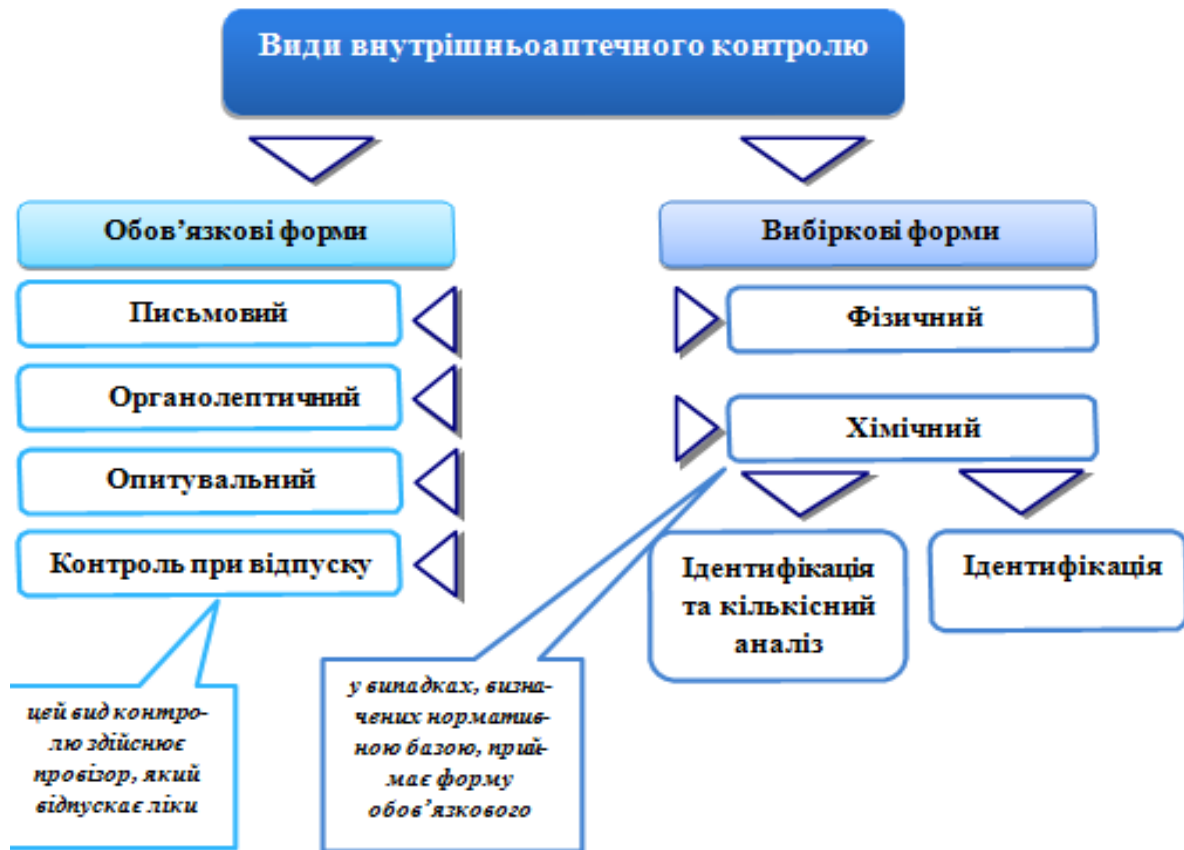 Види внутрішньоаптечного контролю
Обов’язкові форми
Письмовий
Органолептичний
Опитувальний
Контроль при відпуску
цей вид контро-
лю здійснює
провізор, який
відпускає ліки
Вибіркові форми
Фізичний
Хімічний
у випадках, визна-
чених норматив-
ною базою, прий-
має форму
обов’язкового
Ідентифікація
та кількісний
аналіз
Ідентифікація